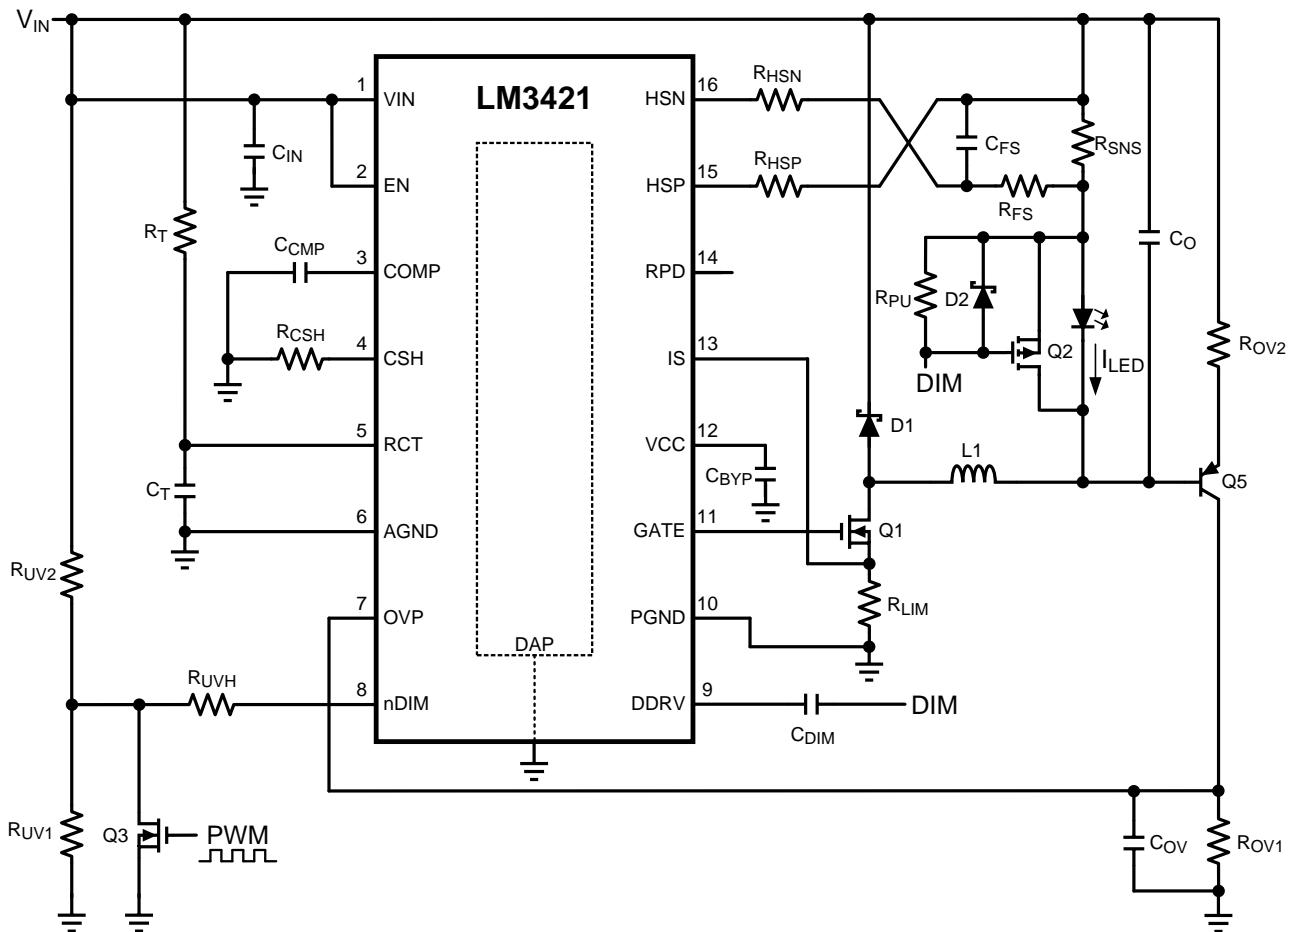 VIN
LM3421
1
VIN
2
EN
3
COMP
4
CSH
5
RCT
6
AGND
7
OVP
8
nDIM
16
HSN
15
HSP
14
RPD
13
IS
12
VCC
11
GATE
10
PGND
9
DDRV
DAP
CIN
RT
CCMP
RCSH
CT
RUV2
RUVH
RUV1
Q3
PWM
RHSN
RHSP
CFS
RSNS
RFS
RPU
D2
Q2
DIM
ILED
CO
ROV2
D1
L1
CBYP
Q1
Q5
RLIM
CDIM
DIM
COV
ROV1